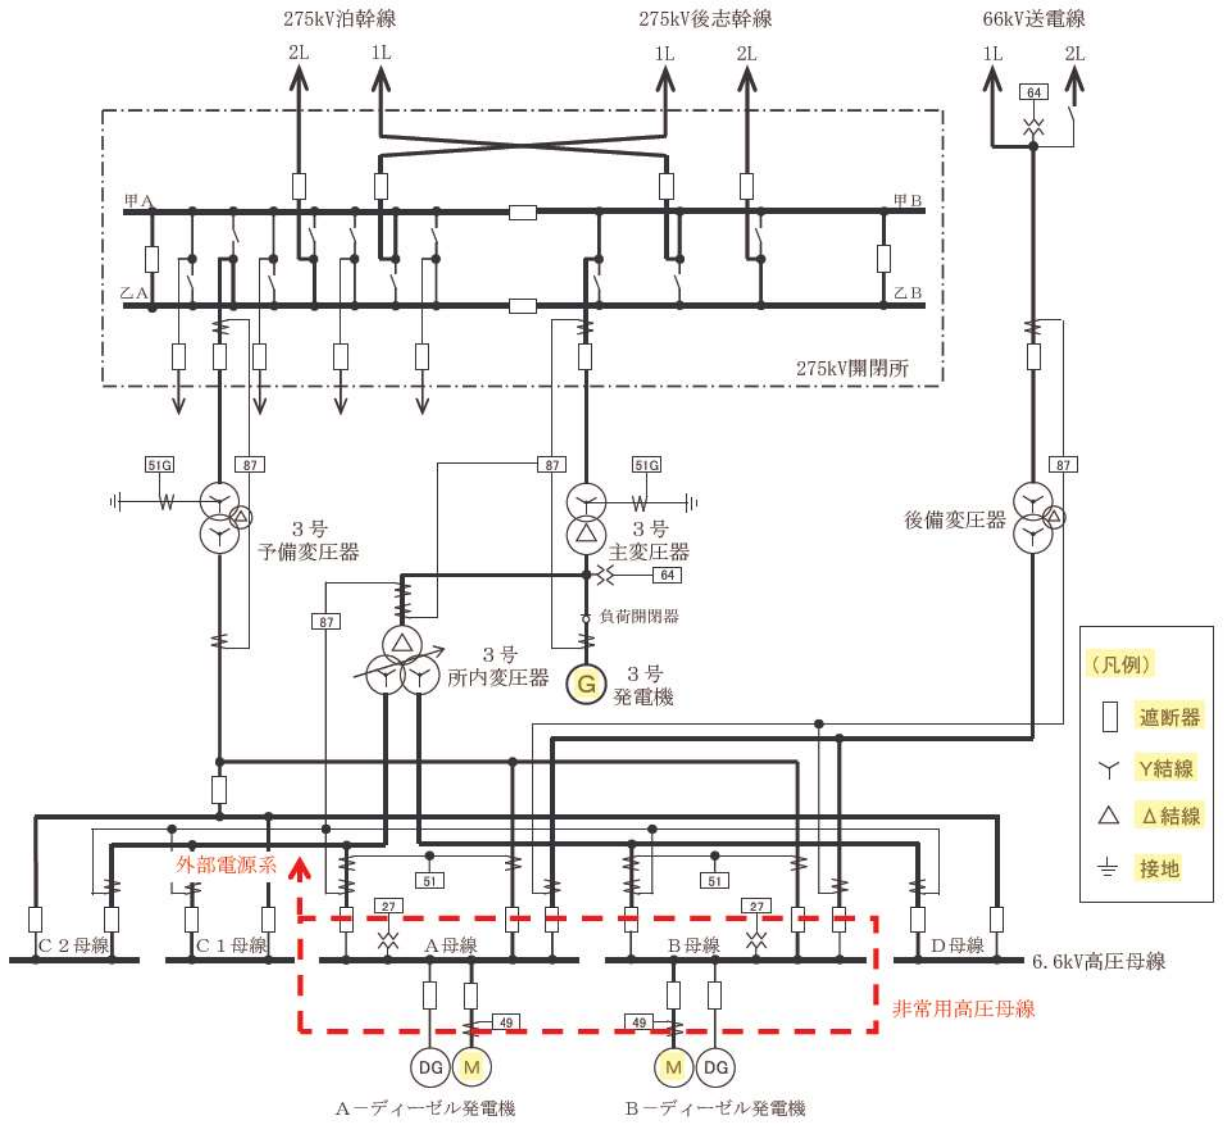 275kV泊幹線
275kV後志幹線
66kV送電線
2L
1L
1L
2L
1L
2L
64
甲A
甲B
乙A
乙B
275kV開閉所
51G
87
87
51G
87
3号
予備変圧器
3号
主変圧器
後備変圧器
64
87
負荷開閉器
3号
所内変圧器
G
3号
発電機
(凡例)
遮断器
Y結線
Δ結線
接地
外部電源系
51
51
27
27
C2母線
C1母線
A母線
B母線
D母線
6.6kV高圧母線
非常用高圧母線
49
49
DG
M
M
DG
A-ディーゼル発電機
B-ディーゼル発電機